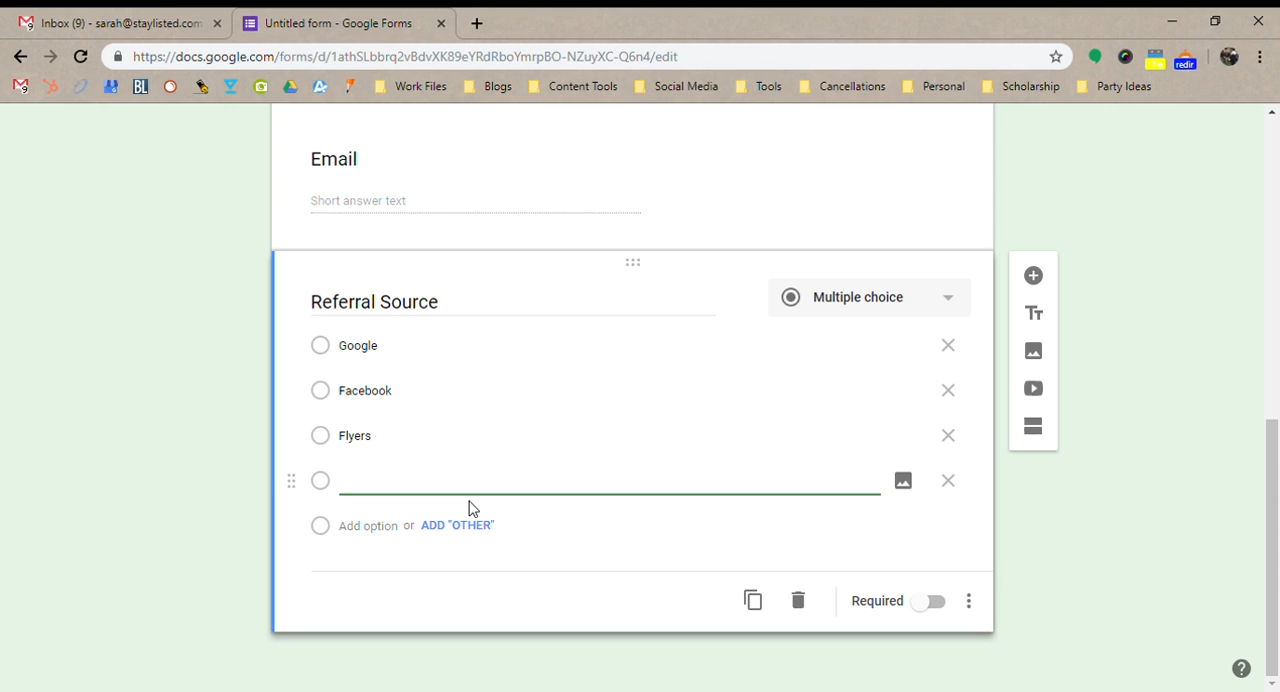 Inbox (9) - sarah@staylisted.com
Untitled form - Google Forms
https://docs.google.com/forms/d/1athSLbbrq2vBdvXK89eYRdRboYmrpBO-NZuyXC-Q6n4/edit
redir
BL
Work Files
Blogs
Content Tools
Social Media
Tools
Cancellations
Personal
Scholarship
Party Ideas
Email
Short answer text
Referral Source
Multiple choice
Google
Facebook
Flyers
Add option or ADD "OTHER"
Required